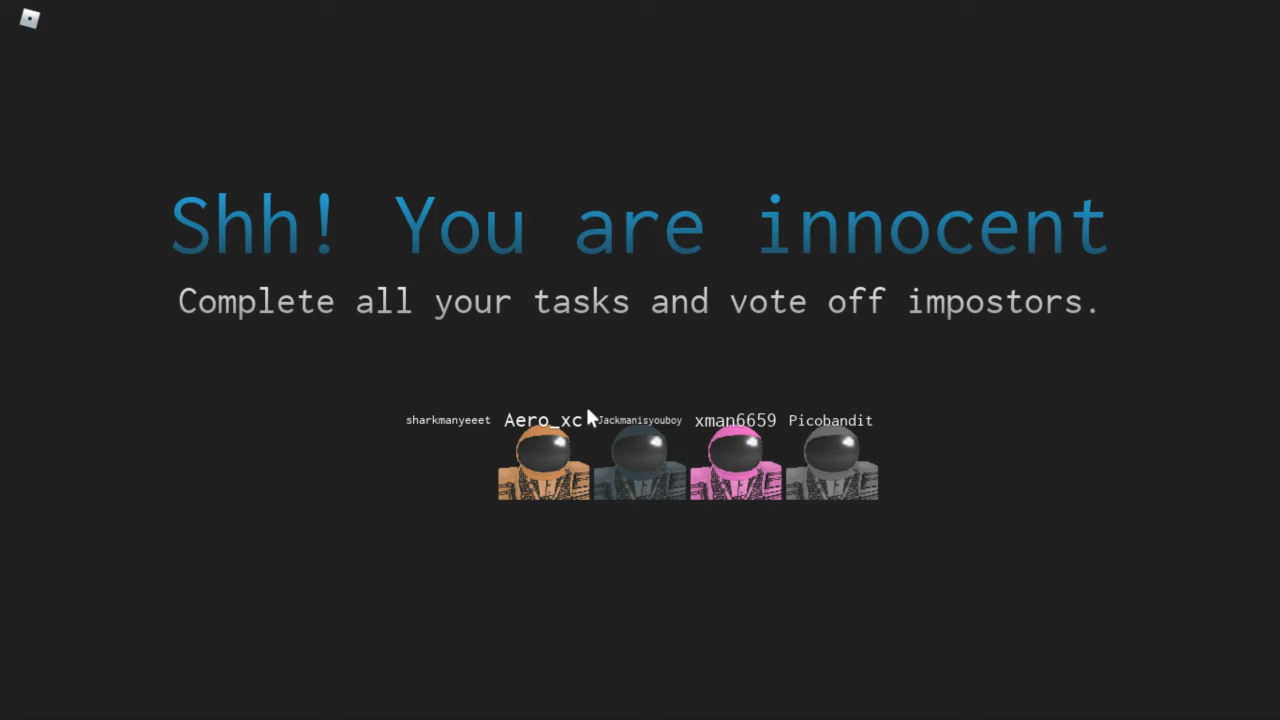 Shh! You are innocent
Complete all your tasks and vote off impostors.
sharkmanyeeet Aero_xc Jackmanisyouboy xman6659 Picobandit